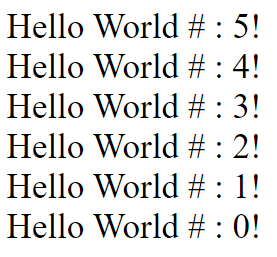 Hello World # : 5!
Hello World # : 4!
Hello World # : 3!
Hello World # : 2!
Hello World # : 1!
Hello World # : 0!